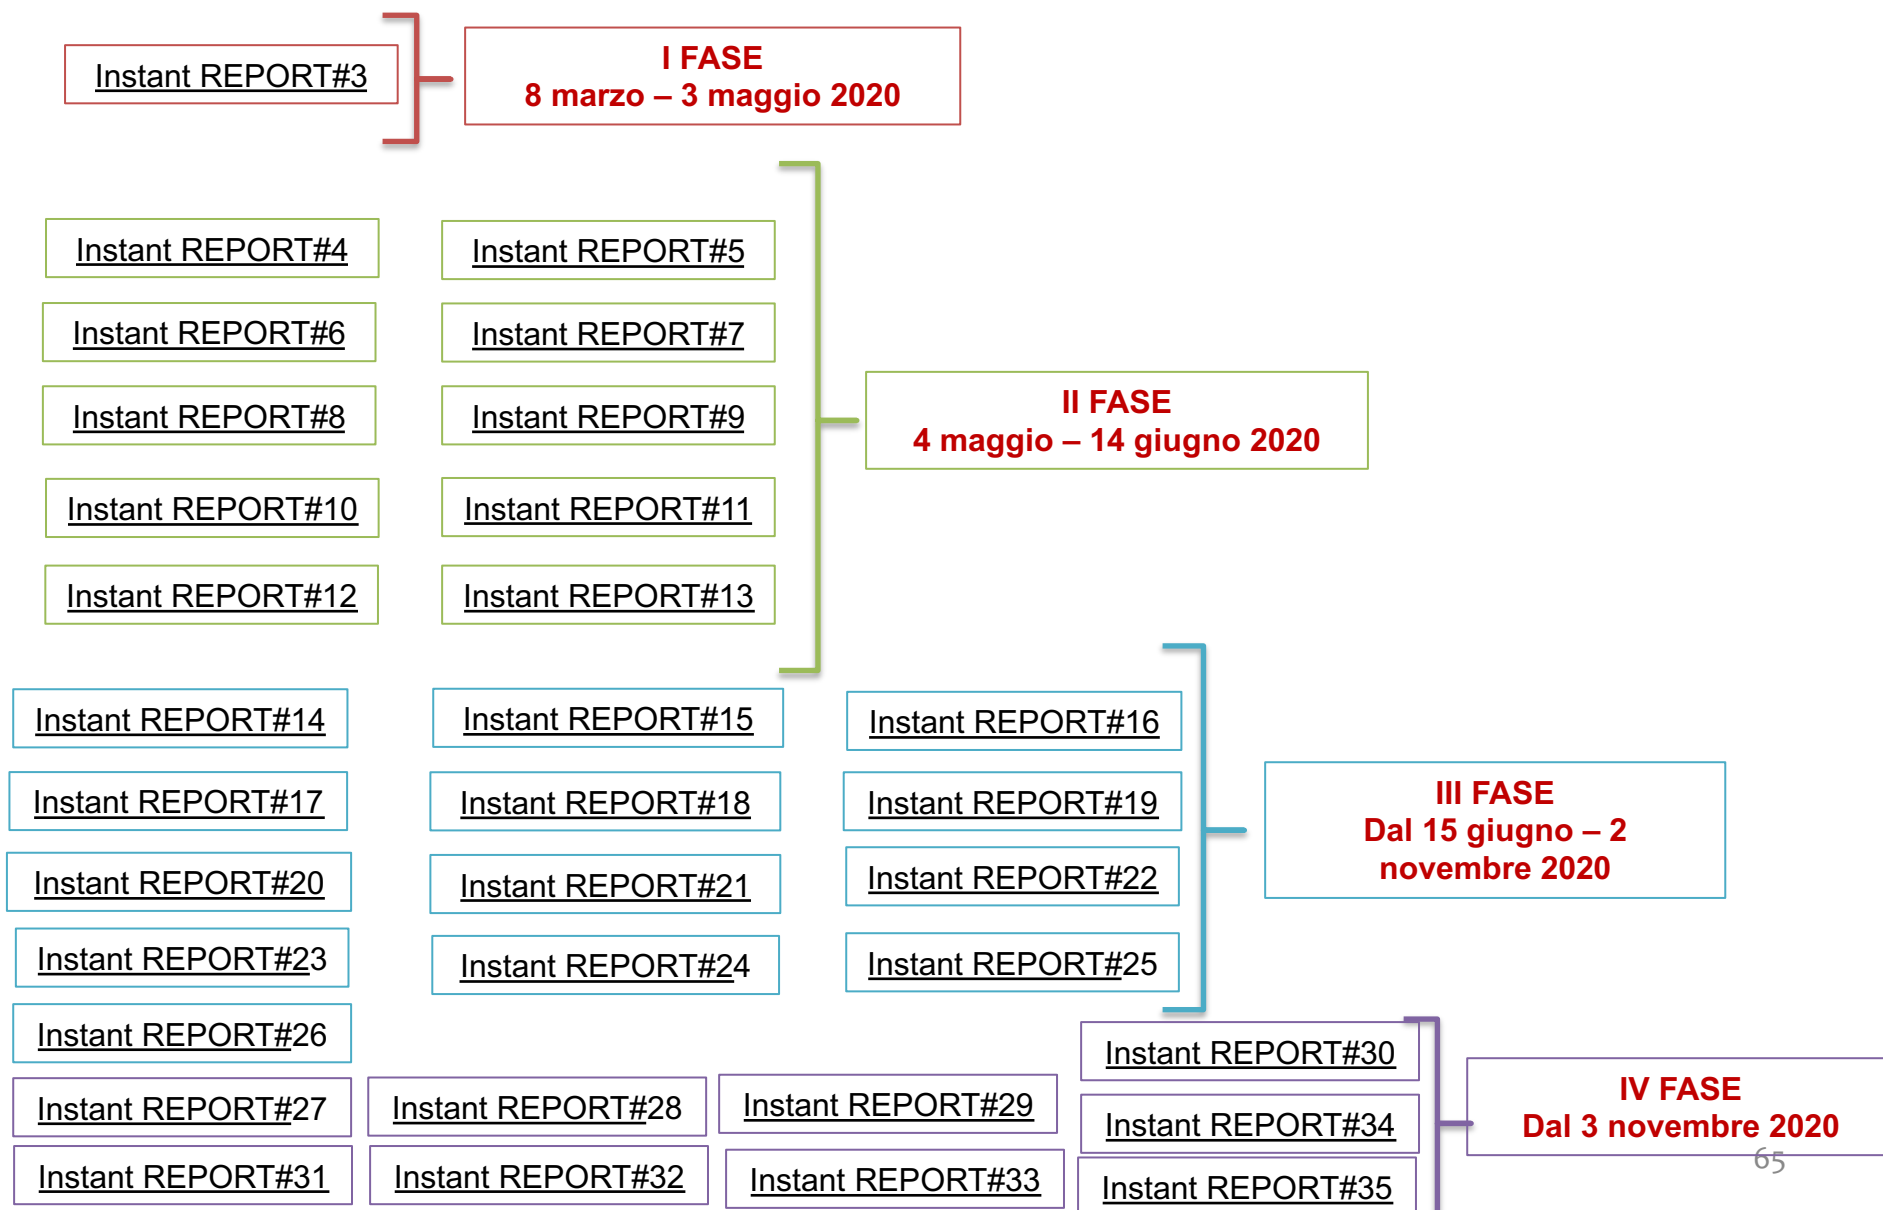 Instant REPORT#3
I FASE
8 marzo – 3 maggio 2020
Instant REPORT#4
Instant REPORT#5
Instant REPORT#6
Instant REPORT#7
Instant REPORT#8
Instant REPORT#9
II FASE
4 maggio – 14 giugno 2020
Instant REPORT#10
Instant REPORT#11
Instant REPORT#12
Instant REPORT#13
Instant REPORT#14
Instant REPORT#15
Instant REPORT#16
Instant REPORT#17
Instant REPORT#18
Instant REPORT#19
III FASE
Dal 15 giugno – 2
novembre 2020
Instant REPORT#20
Instant REPORT#21
Instant REPORT#22
Instant REPORT#23
Instant REPORT#24
Instant REPORT#25
Instant REPORT#26
Instant REPORT#27
Instant REPORT#28
Instant REPORT#29
Instant REPORT#30
Instant REPORT#34
IV FASE
Dal 3 novembre 2020
Instant REPORT#31
Instant REPORT#32
Instant REPORT#33
Instant REPORT#35
65